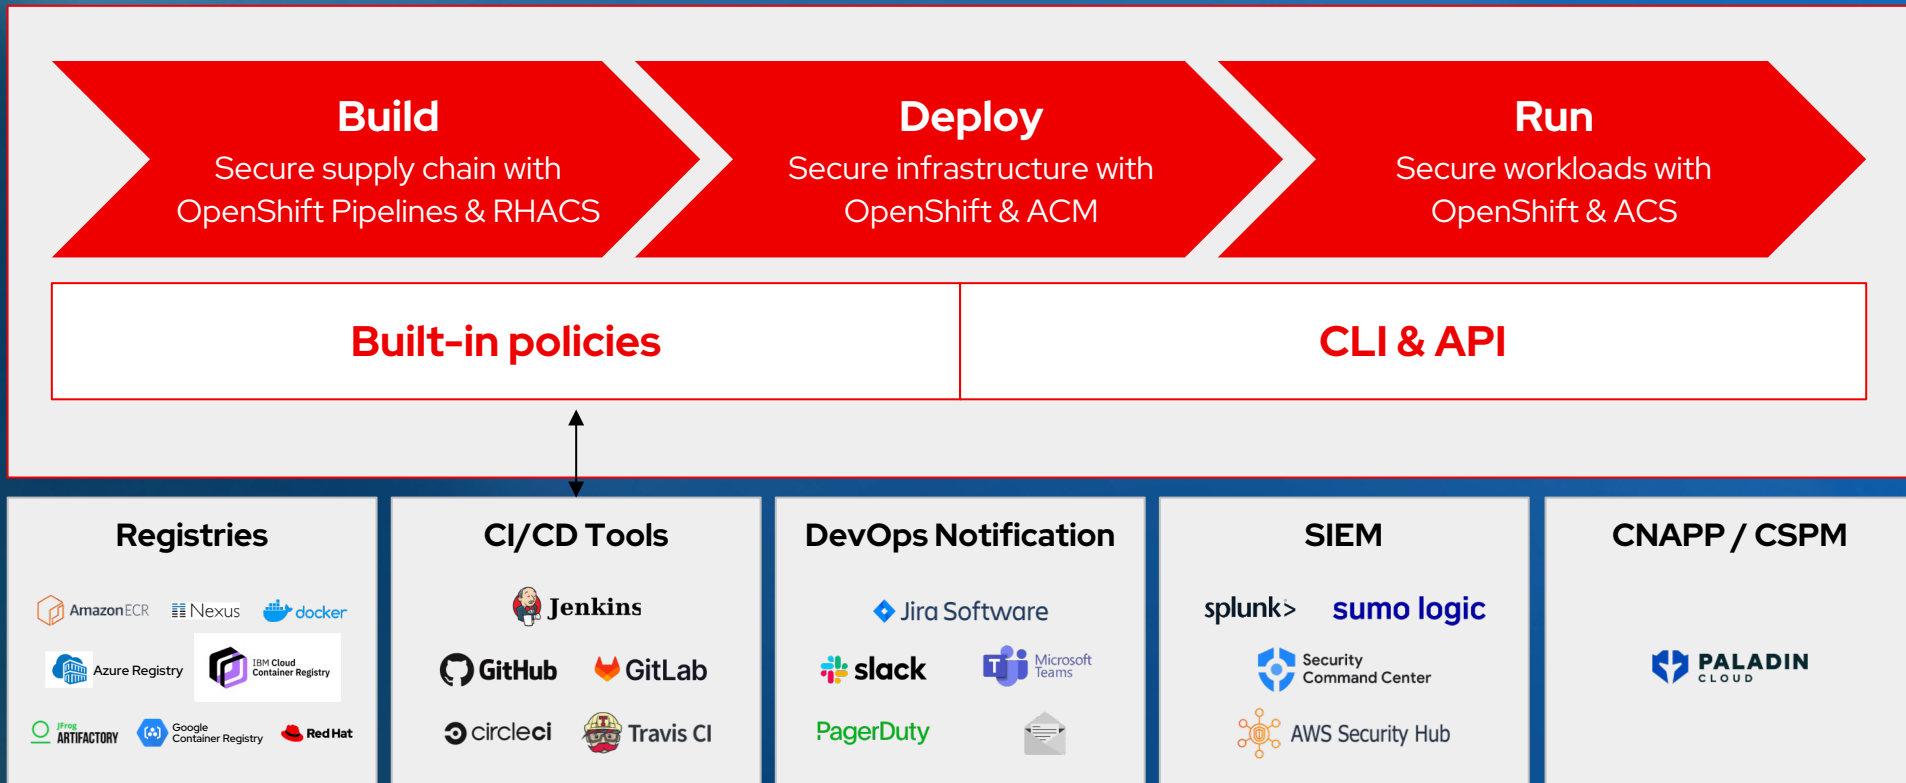 Build
Secure supply chain with
OpenShift Pipelines & RHACS
Deploy
Secure infrastructure with
OpenShift & ACM
Run
Secure workloads with
OpenShift & ACS
Built-in policies
CLI & API
Registries
Amazon ECR
Nexus
docker
Azure Registry
IBM Cloud
Container Registry
JFrog
ARTIFACTORY
Google
Container Registry
Red Hat
CI/CD Tools
Jenkins
GitHub
GitLab
circleci
Travis CI
DevOps Notification
Jira Software
slack
T
Microsoft
Teams
PagerDuty
SIEM
splunk>
sumo logic
Security
Command Center
AWS Security Hub
CNAPP / CSPM
PALADIN
CLOUD